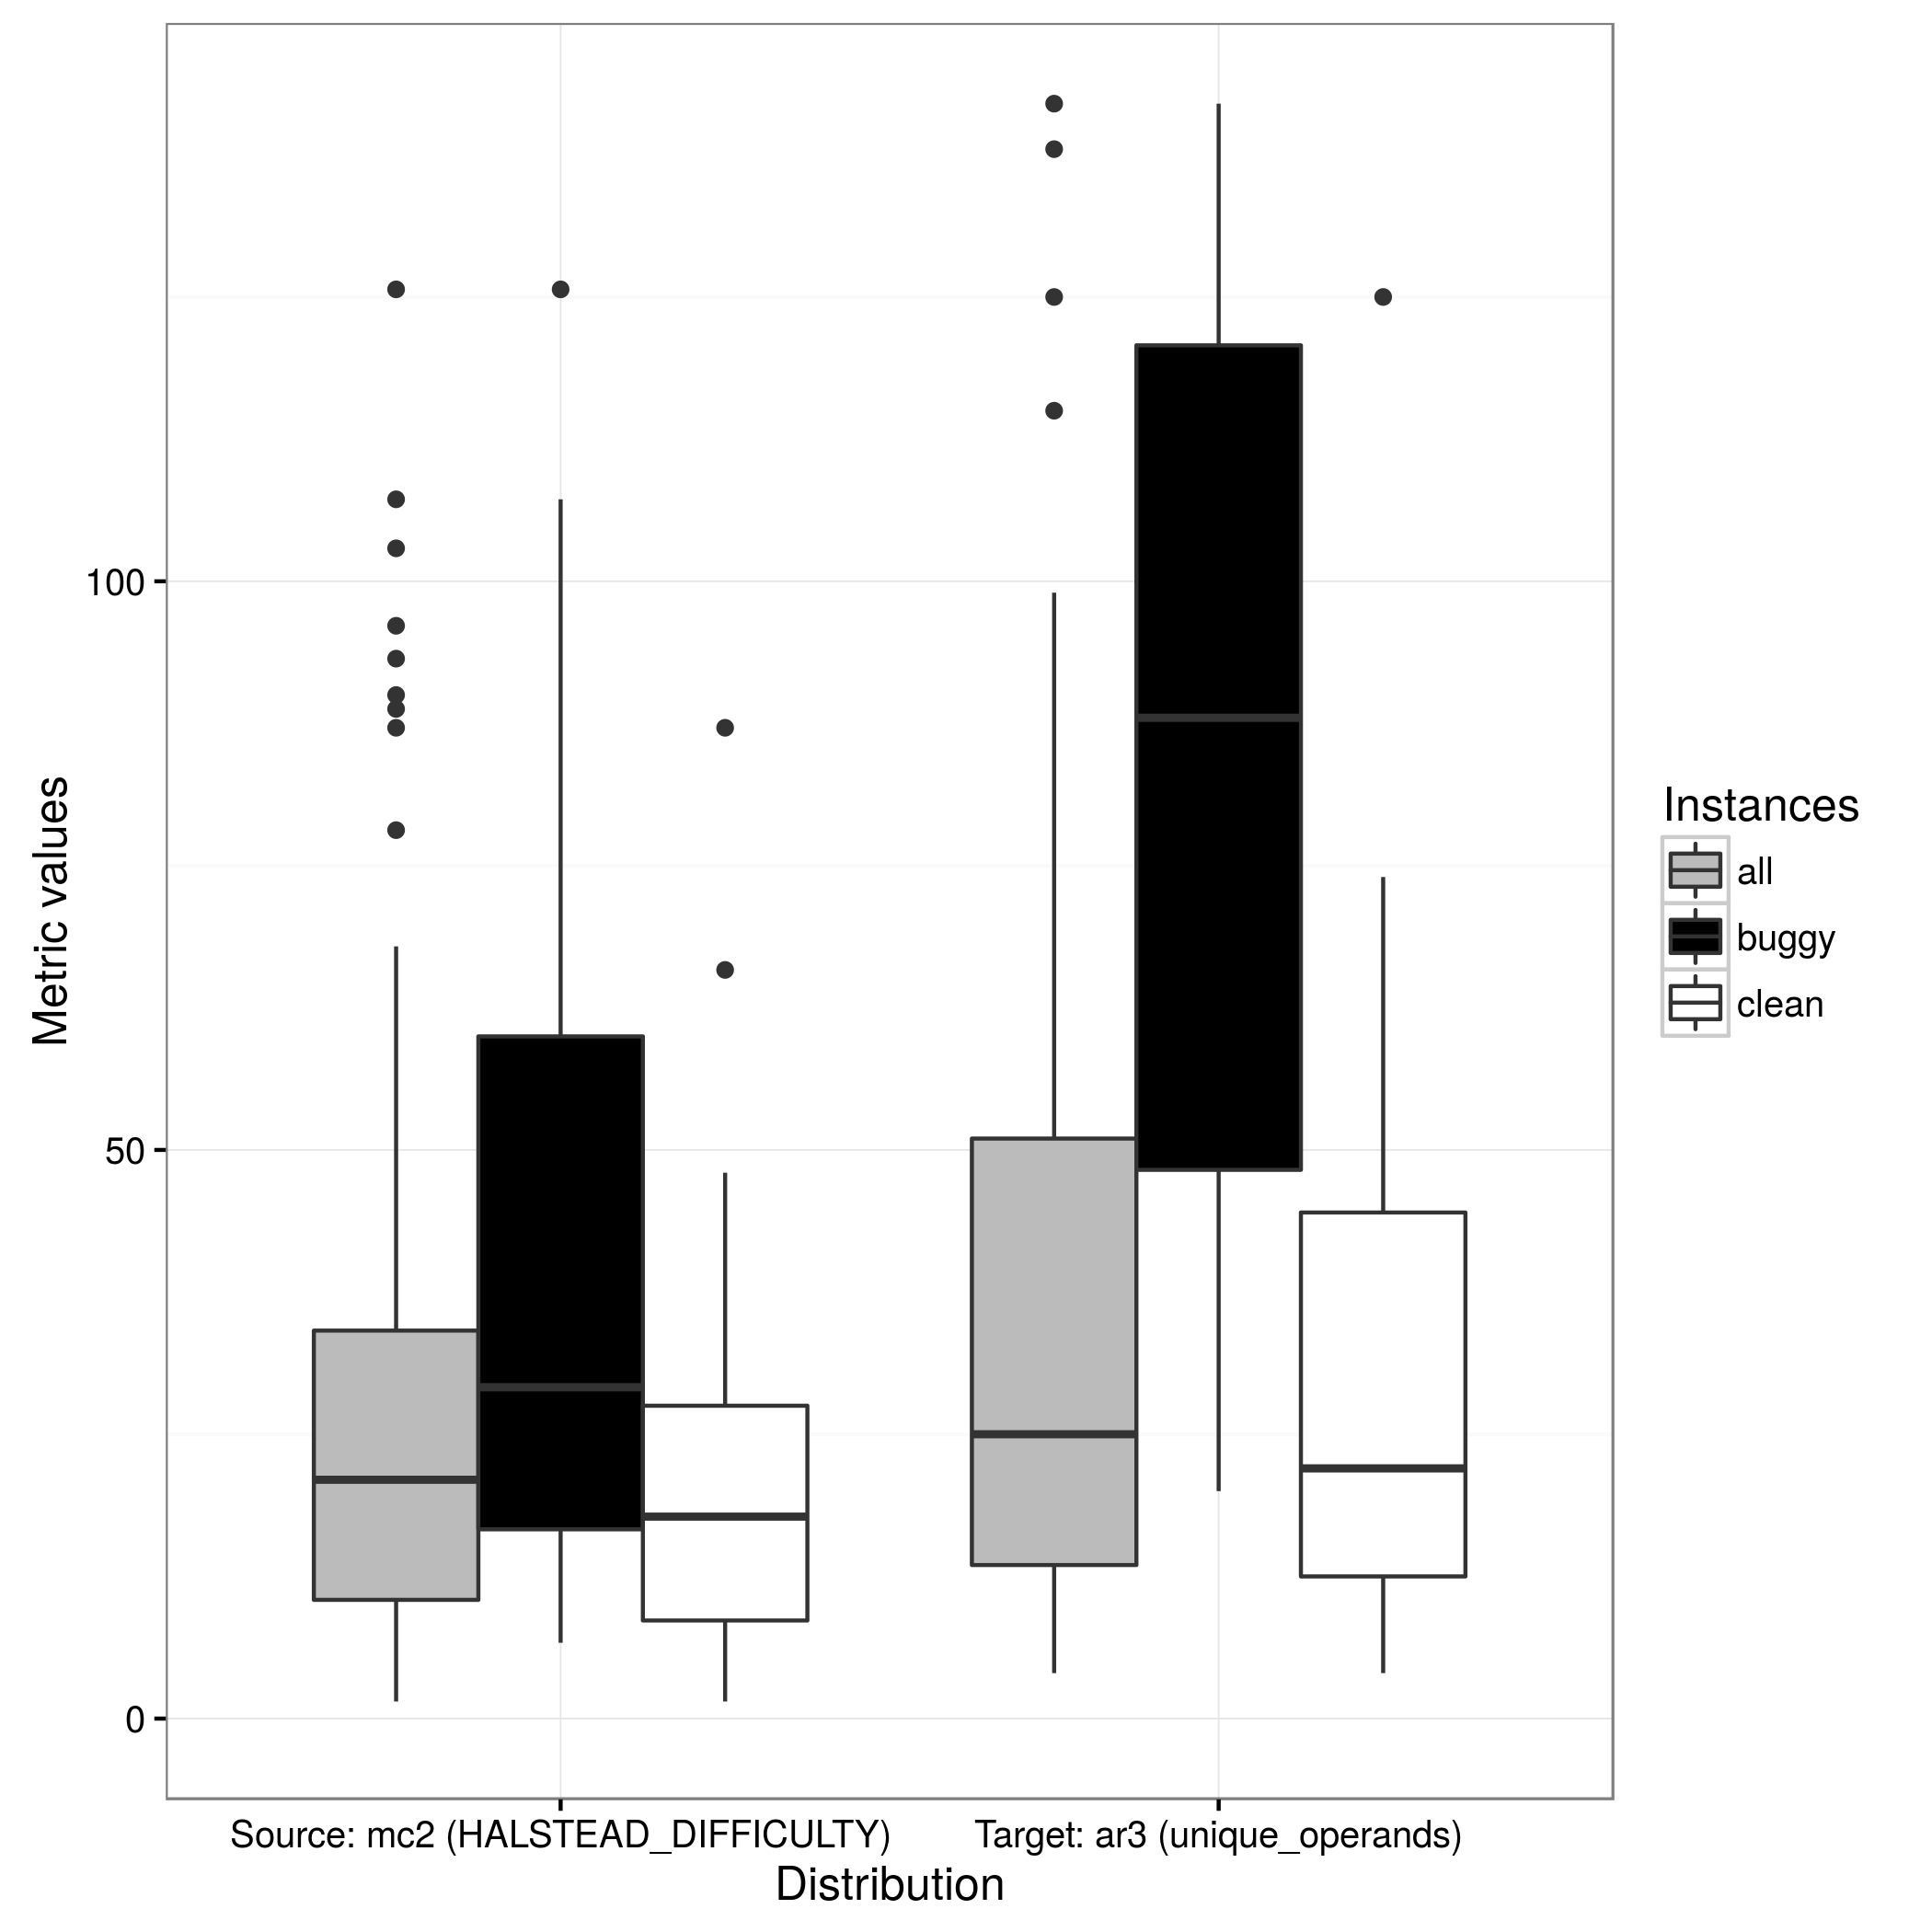 Metric values
100
50
0
Source: mc2 (HALSTEAD_DIFFICULTY)
Target: ar3 (unique_operands)
Distribution
Instances
all
buggy
clean